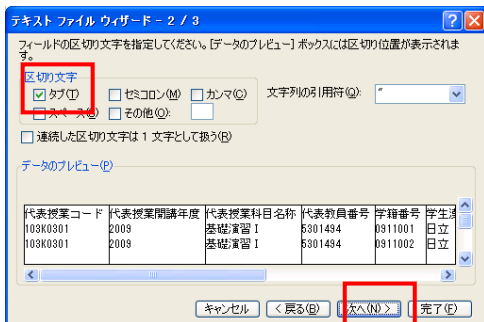 テキスト ファイル ウィザード - 2 / 3
フィールドの区切り文字を指定してください。[データのプレビュー] ボックスには区切り位置が表示されます。
区切り文字
タブ(T) セミコロン(M) カンマ(C) 文字列の引用符(Q): "
スペース(S) その他(O):
連続した区切り文字は 1 文字として扱う(R)
データのプレビュー(P)
代表授業コード 代表授業開講年度 代表授業科目名称 代表教員番号 学籍番号 学生
103K0301 2009 基礎演習 I 5301494 0911001 日立
103K0301 2009 基礎演習 I 5301494 0911002 日立
キャンセル < 戻る(B) 次へ(N) > 完了(F)